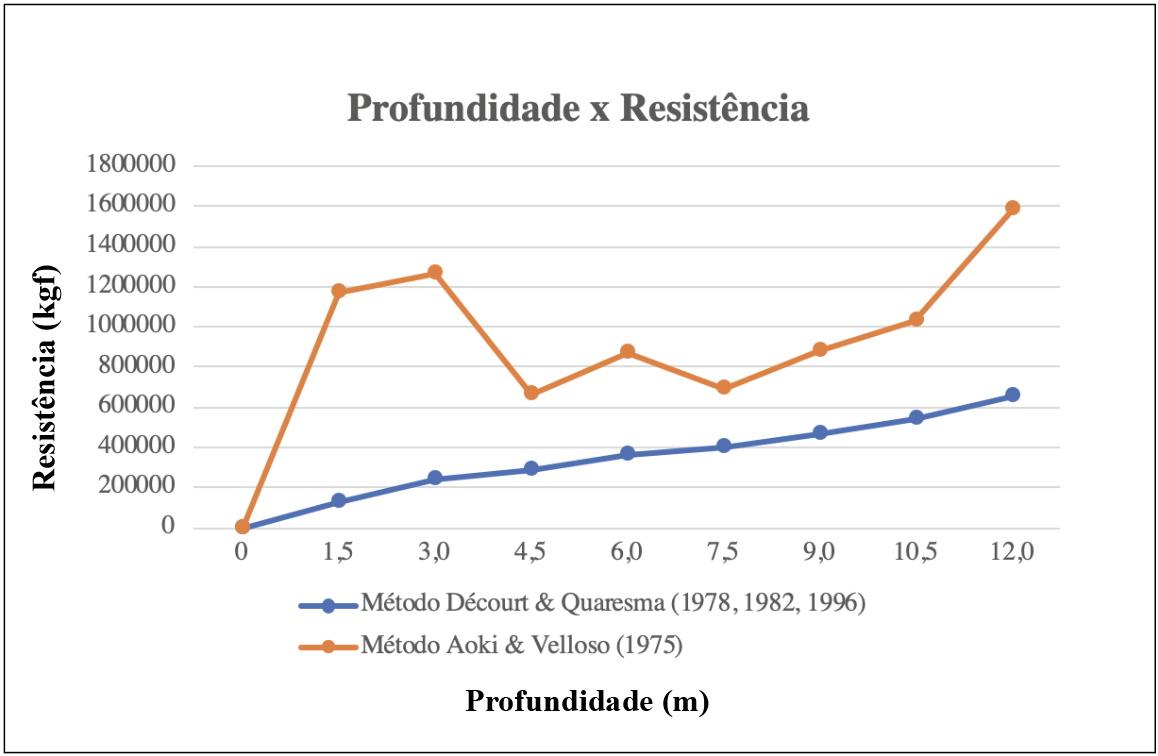 Profundidade x Resistência
1800000
1600000
1400000
1200000
1000000
800000
600000
400000
200000
0
Resistência (kgf)
0 1,5 3,0 4,5 6,0 7,5 9,0 10,5 12,0
Método Décourt & Quaresma (1978, 1982, 1996)
Método Aoki & Velloso (1975)
Profundidade (m)